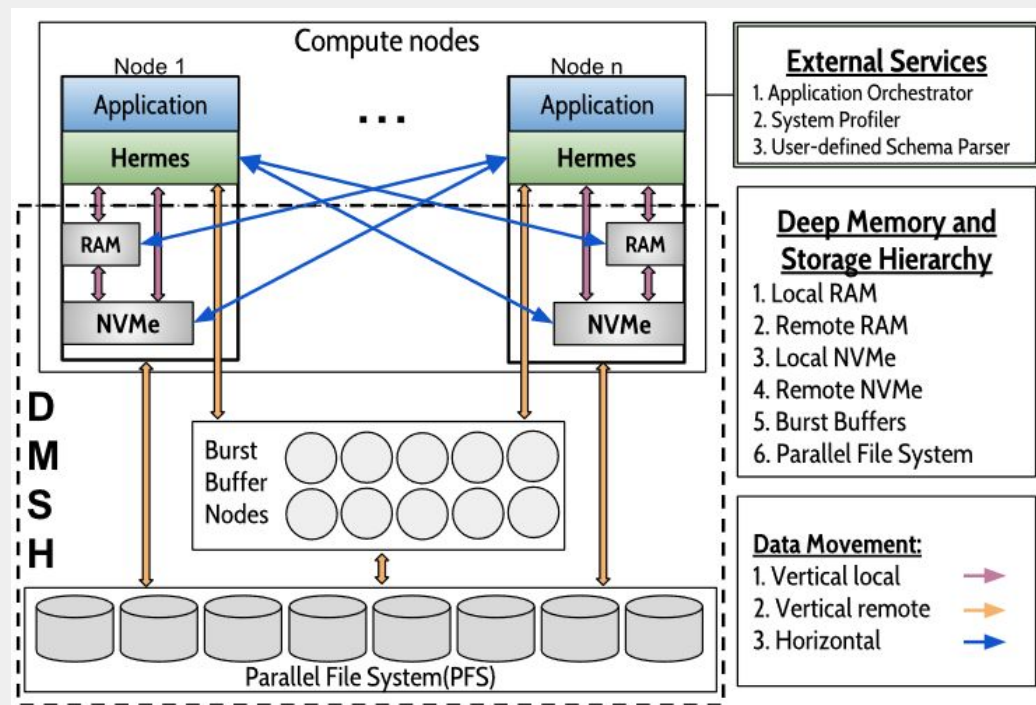 Compute nodes
Node 1
Application
Hermes
RAM
NVMe
...
Node n
Application
Hermes
RAM
NVMe
D
M
S
H
Burst
Buffer
Nodes
Parallel File System(PFS)
External Services
1. Application Orchestrator
2. System Profiler
3. User-defined Schema Parser
Deep Memory and
Storage Hierarchy
1. Local RAM
2. Remote RAM
3. Local NVMe
4. Remote NVMe
5. Burst Buffers
6. Parallel File System
Data Movement:
1. Vertical local
2. Vertical remote
3. Horizontal